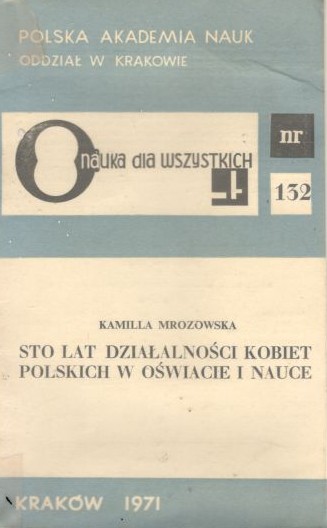 POLSKA AKADEMIA NAUK
ODDZIAŁ W KRAKOWIE
nauka dla wszystkich
nr
132
KAMILLA MROZOWSKA
STO LAT DZIAŁALNOŚCI KOBIET
POLSKICH W OŚWIACIE I NAUCE
KRAKÓW 1971